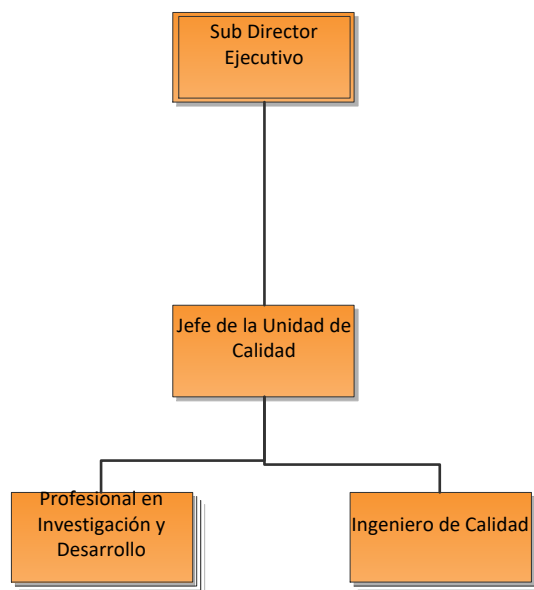 Sub Director
Ejecutivo
Jefe de la Unidad de
Calidad
Profesional en
Investigación y
Desarrollo
Ingeniero de Calidad